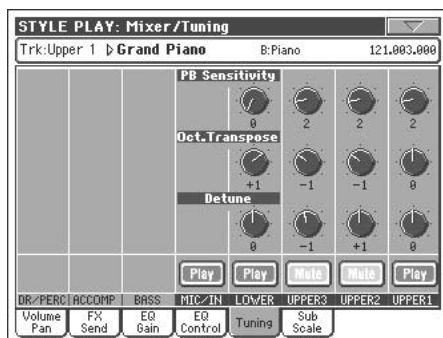 STYLE PLAY: Mixer/Tuning
Trk:Upper 1 Grand Piano B:Piano 121.003.000
PB Sensitivity
0 2 2 2
Oct.Transpose
+1 -1 -1 0
Detune
0 -1 +1 0
Play Play Mute Mute Play
DR/PERC ACCOMP BASS MIC/IN LOWER UPPER3 UPPER2 UPPER1
Volume Pan FX Send EQ Gain EQ Control Tuning Sub Scale